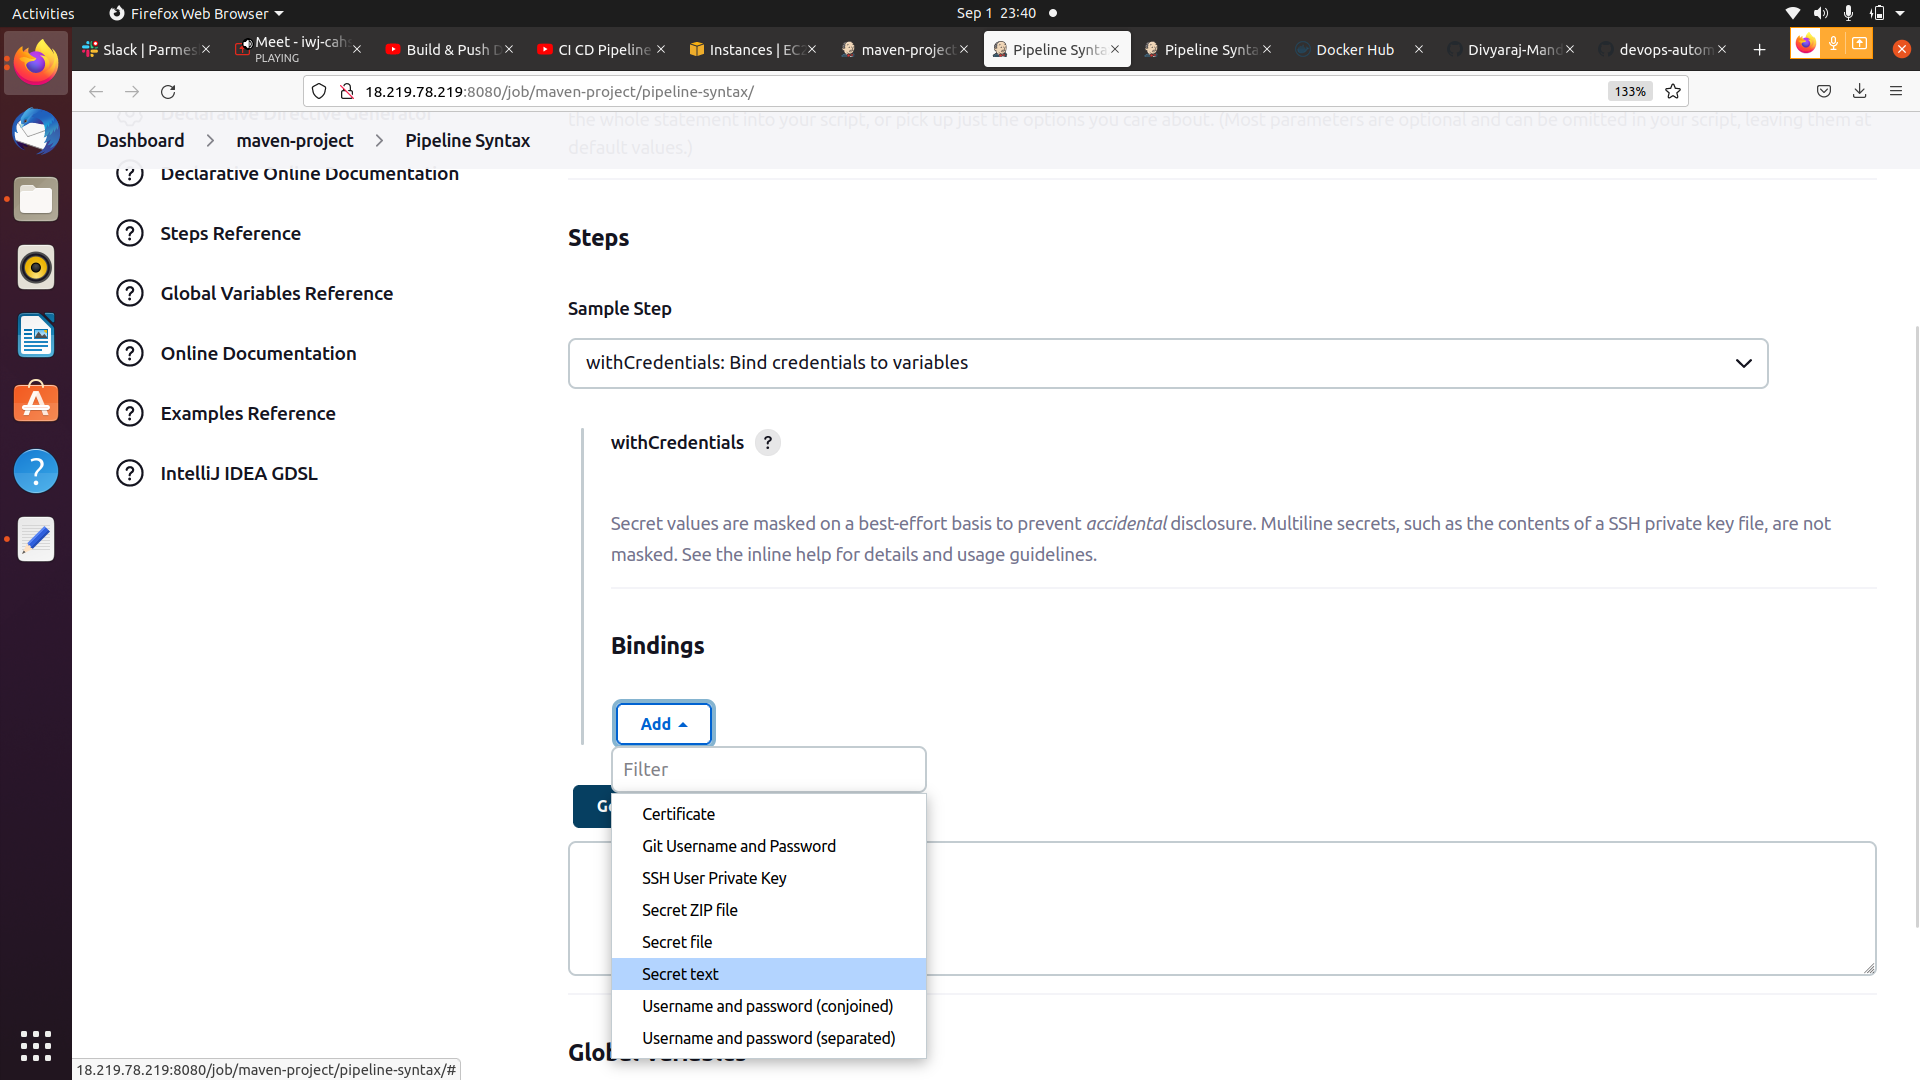 Activities
Firefox Web Browser
Sep 1 23:40
Slack | Parmes
Meet - iwj-cah
PLAYING
Build & Push D
CI CD Pipeline
Instances | EC2
maven-project
Pipeline Synta
Pipeline Synta
Docker Hub
Divyaraj-Mand
devops-autom
18.219.78.219:8080/job/maven-project/pipeline-syntax/
133%
Declarative Directive Generator
the whole statement into your script, or pick up just the options you care about. (Most parameters are optional and can be omitted in your script, leaving them at
default values.)
Dashboard
maven-project
Pipeline Syntax
Declarative Online Documentation
Steps Reference
Global Variables Reference
Online Documentation
Examples Reference
IntelliJ IDEA GDSL
Steps
Sample Step
withCredentials: Bind credentials to variables
withCredentials ?
Secret values are masked on a best-effort basis to prevent accidental disclosure. Multiline secrets, such as the contents of a SSH private key file, are not
masked. See the inline help for details and usage guidelines.
Bindings
Add
Filter
Certificate
Git Username and Password
SSH User Private Key
Secret ZIP file
Secret file
Secret text
Username and password (conjoined)
Username and password (separated)
18.219.78.219:8080/job/maven-project/pipeline-syntax/#